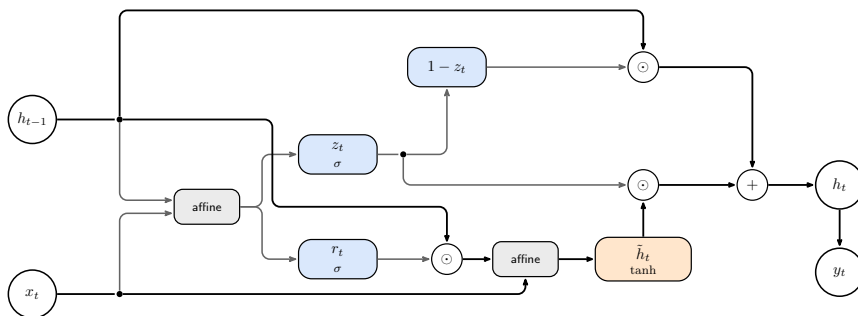 1 − z_t
⊙
h_{t−1}
z_t
σ
affine
⊙
+
h_t
r_t
σ
⊙
affine
h̃_t
tanh
y_t
x_t